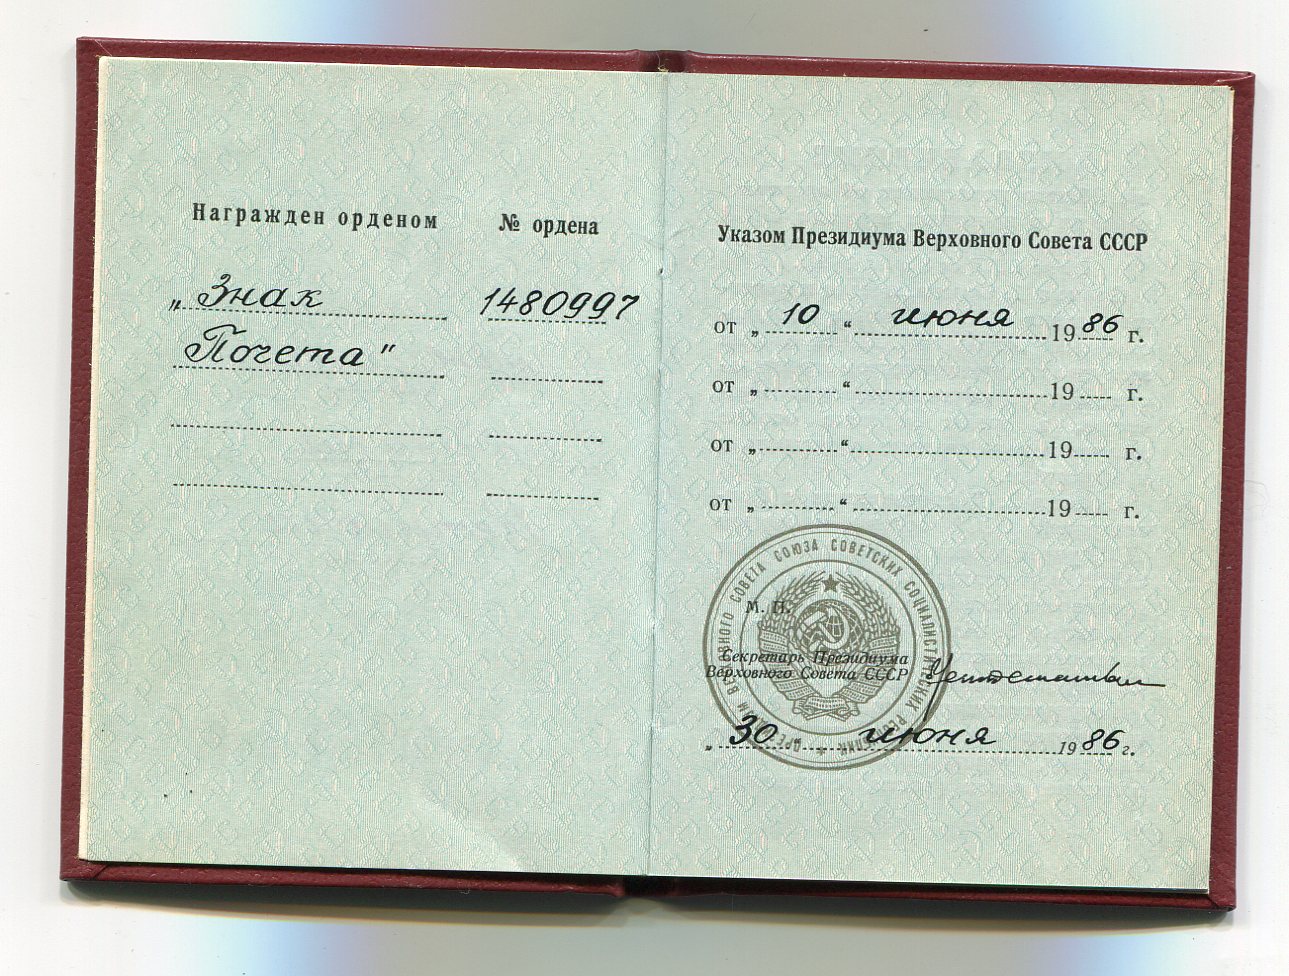 Награжден орденом
№ ордена
„Знак
1480997
Почета"
Указом Президиума Верховного Совета СССР
от „ 10 “ июня 1986 г.
от „ “ 19 г.
от „ “ 19 г.
от „ “ 19 г.
ПРЕЗИДИУМ ВЕРХОВНОГО СОВЕТА СОЮЗА СОВЕТСКИХ СОЦИАЛИСТИЧЕСКИХ РЕСПУБЛИК
М. П.
Секретарь Президиума
Верховного Совета СССР
„ 30 июня 1986 г.